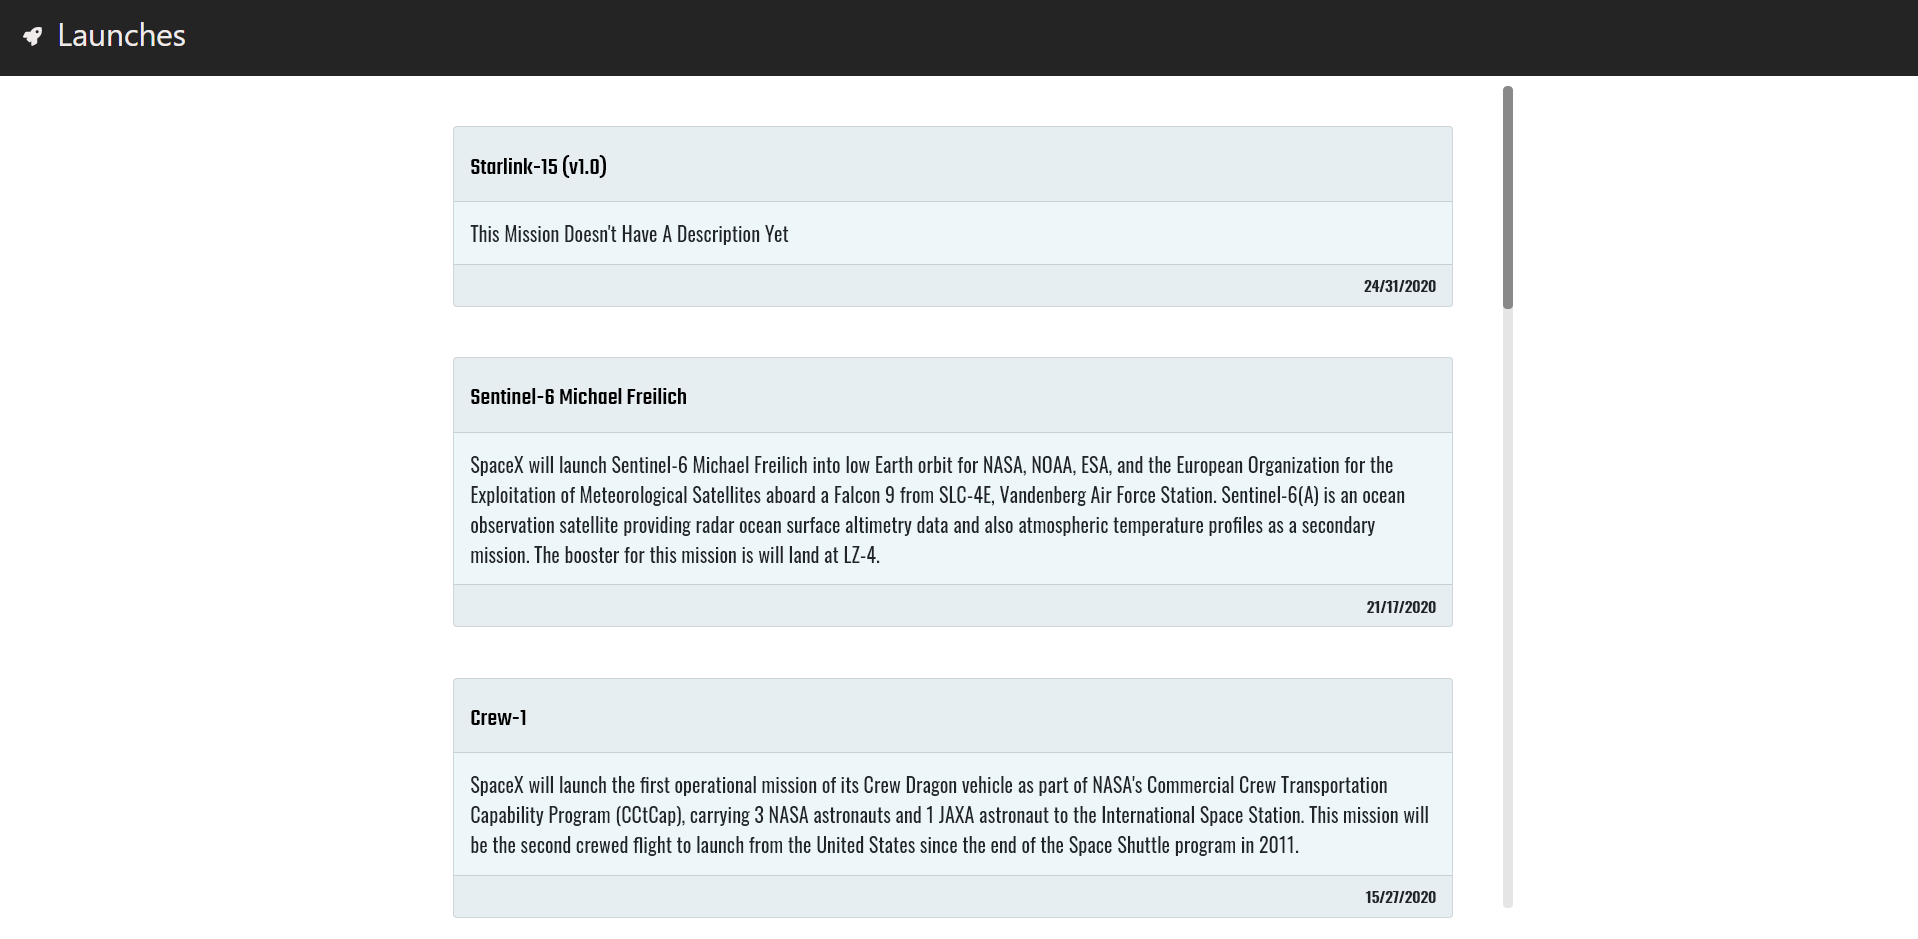 Launches
Starlink-15 (v1.0)
This Mission Doesn't Have A Description Yet
24/31/2020
Sentinel-6 Michael Freilich
SpaceX will launch Sentinel-6 Michael Freilich into low Earth orbit for NASA, NOAA, ESA, and the European Organization for the
Exploitation of Meteorological Satellites aboard a Falcon 9 from SLC-4E, Vandenberg Air Force Station. Sentinel-6(A) is an ocean
observation satellite providing radar ocean surface altimetry data and also atmospheric temperature profiles as a secondary
mission. The booster for this mission is will land at LZ-4.
21/17/2020
Crew-1
SpaceX will launch the first operational mission of its Crew Dragon vehicle as part of NASA's Commercial Crew Transportation
Capability Program (CCtCap), carrying 3 NASA astronauts and 1 JAXA astronaut to the International Space Station. This mission will
be the second crewed flight to launch from the United States since the end of the Space Shuttle program in 2011.
15/27/2020